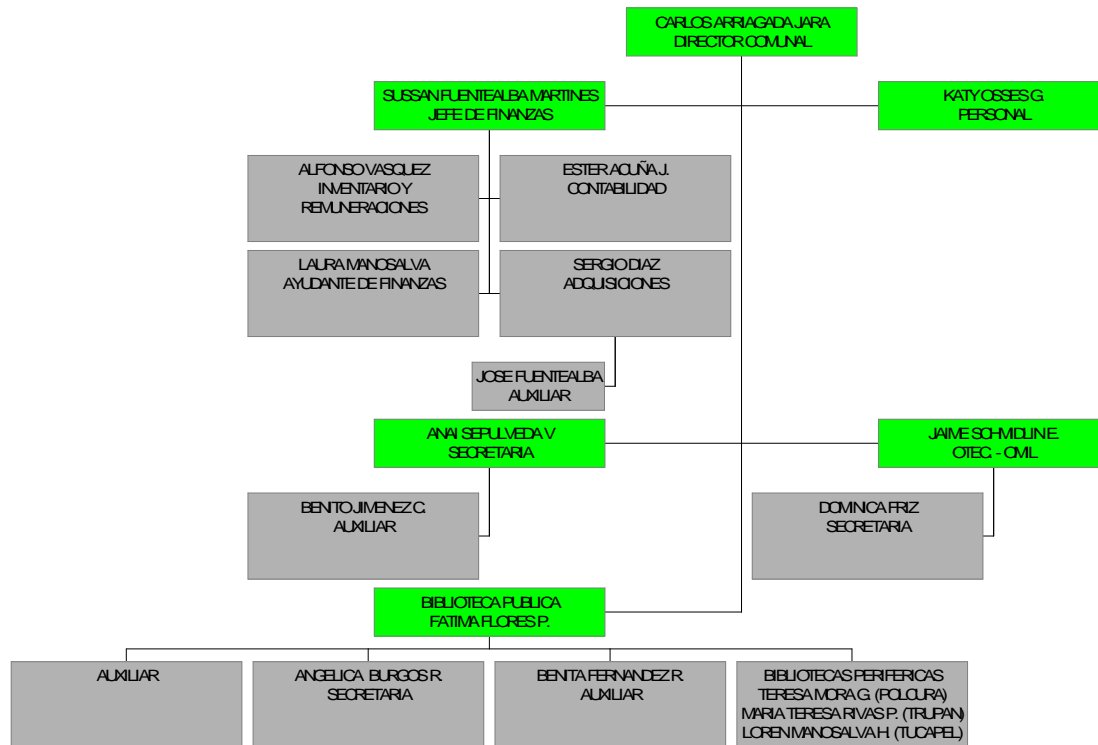 CARLOS ARRIAGADA JARA
DIRECTOR COMUNAL
SUSSAN FUENTEALBA MARTINES
JEFE DE FINANZAS
KATY OSSES G.
PERSONAL
ALFONSO VASQUEZ
INVENTARIO Y
REMUNERACIONES
ESTER ACUÑA J.
CONTABILIDAD
LAURA MANOSALVA
AYUDANTE DE FINANZAS
SERGIO DIAZ
ADQUISICIONES
JOSE FUENTEALBA
AUXILIAR
ANAI SEPULVEDA V
SECRETARIA
JAIME SCHMIDLIN E.
OTEC. - OMIL
BENITO JIMENEZ C.
AUXILIAR
DOMINICA FRIZ
SECRETARIA
BIBLIOTECA PUBLICA
FATIMA FLORES P.
AUXILIAR
ANGELICA BURGOS R.
SECRETARIA
BENITA FERNANDEZ R.
AUXILIAR
BIBLIOTECAS PERIFERICAS
TERESA MORA G. (POLCURA)
MARIA TERESA RIVAS P. (TRUPAN)
LOREN MANOSALVA H. (TUCAPEL)